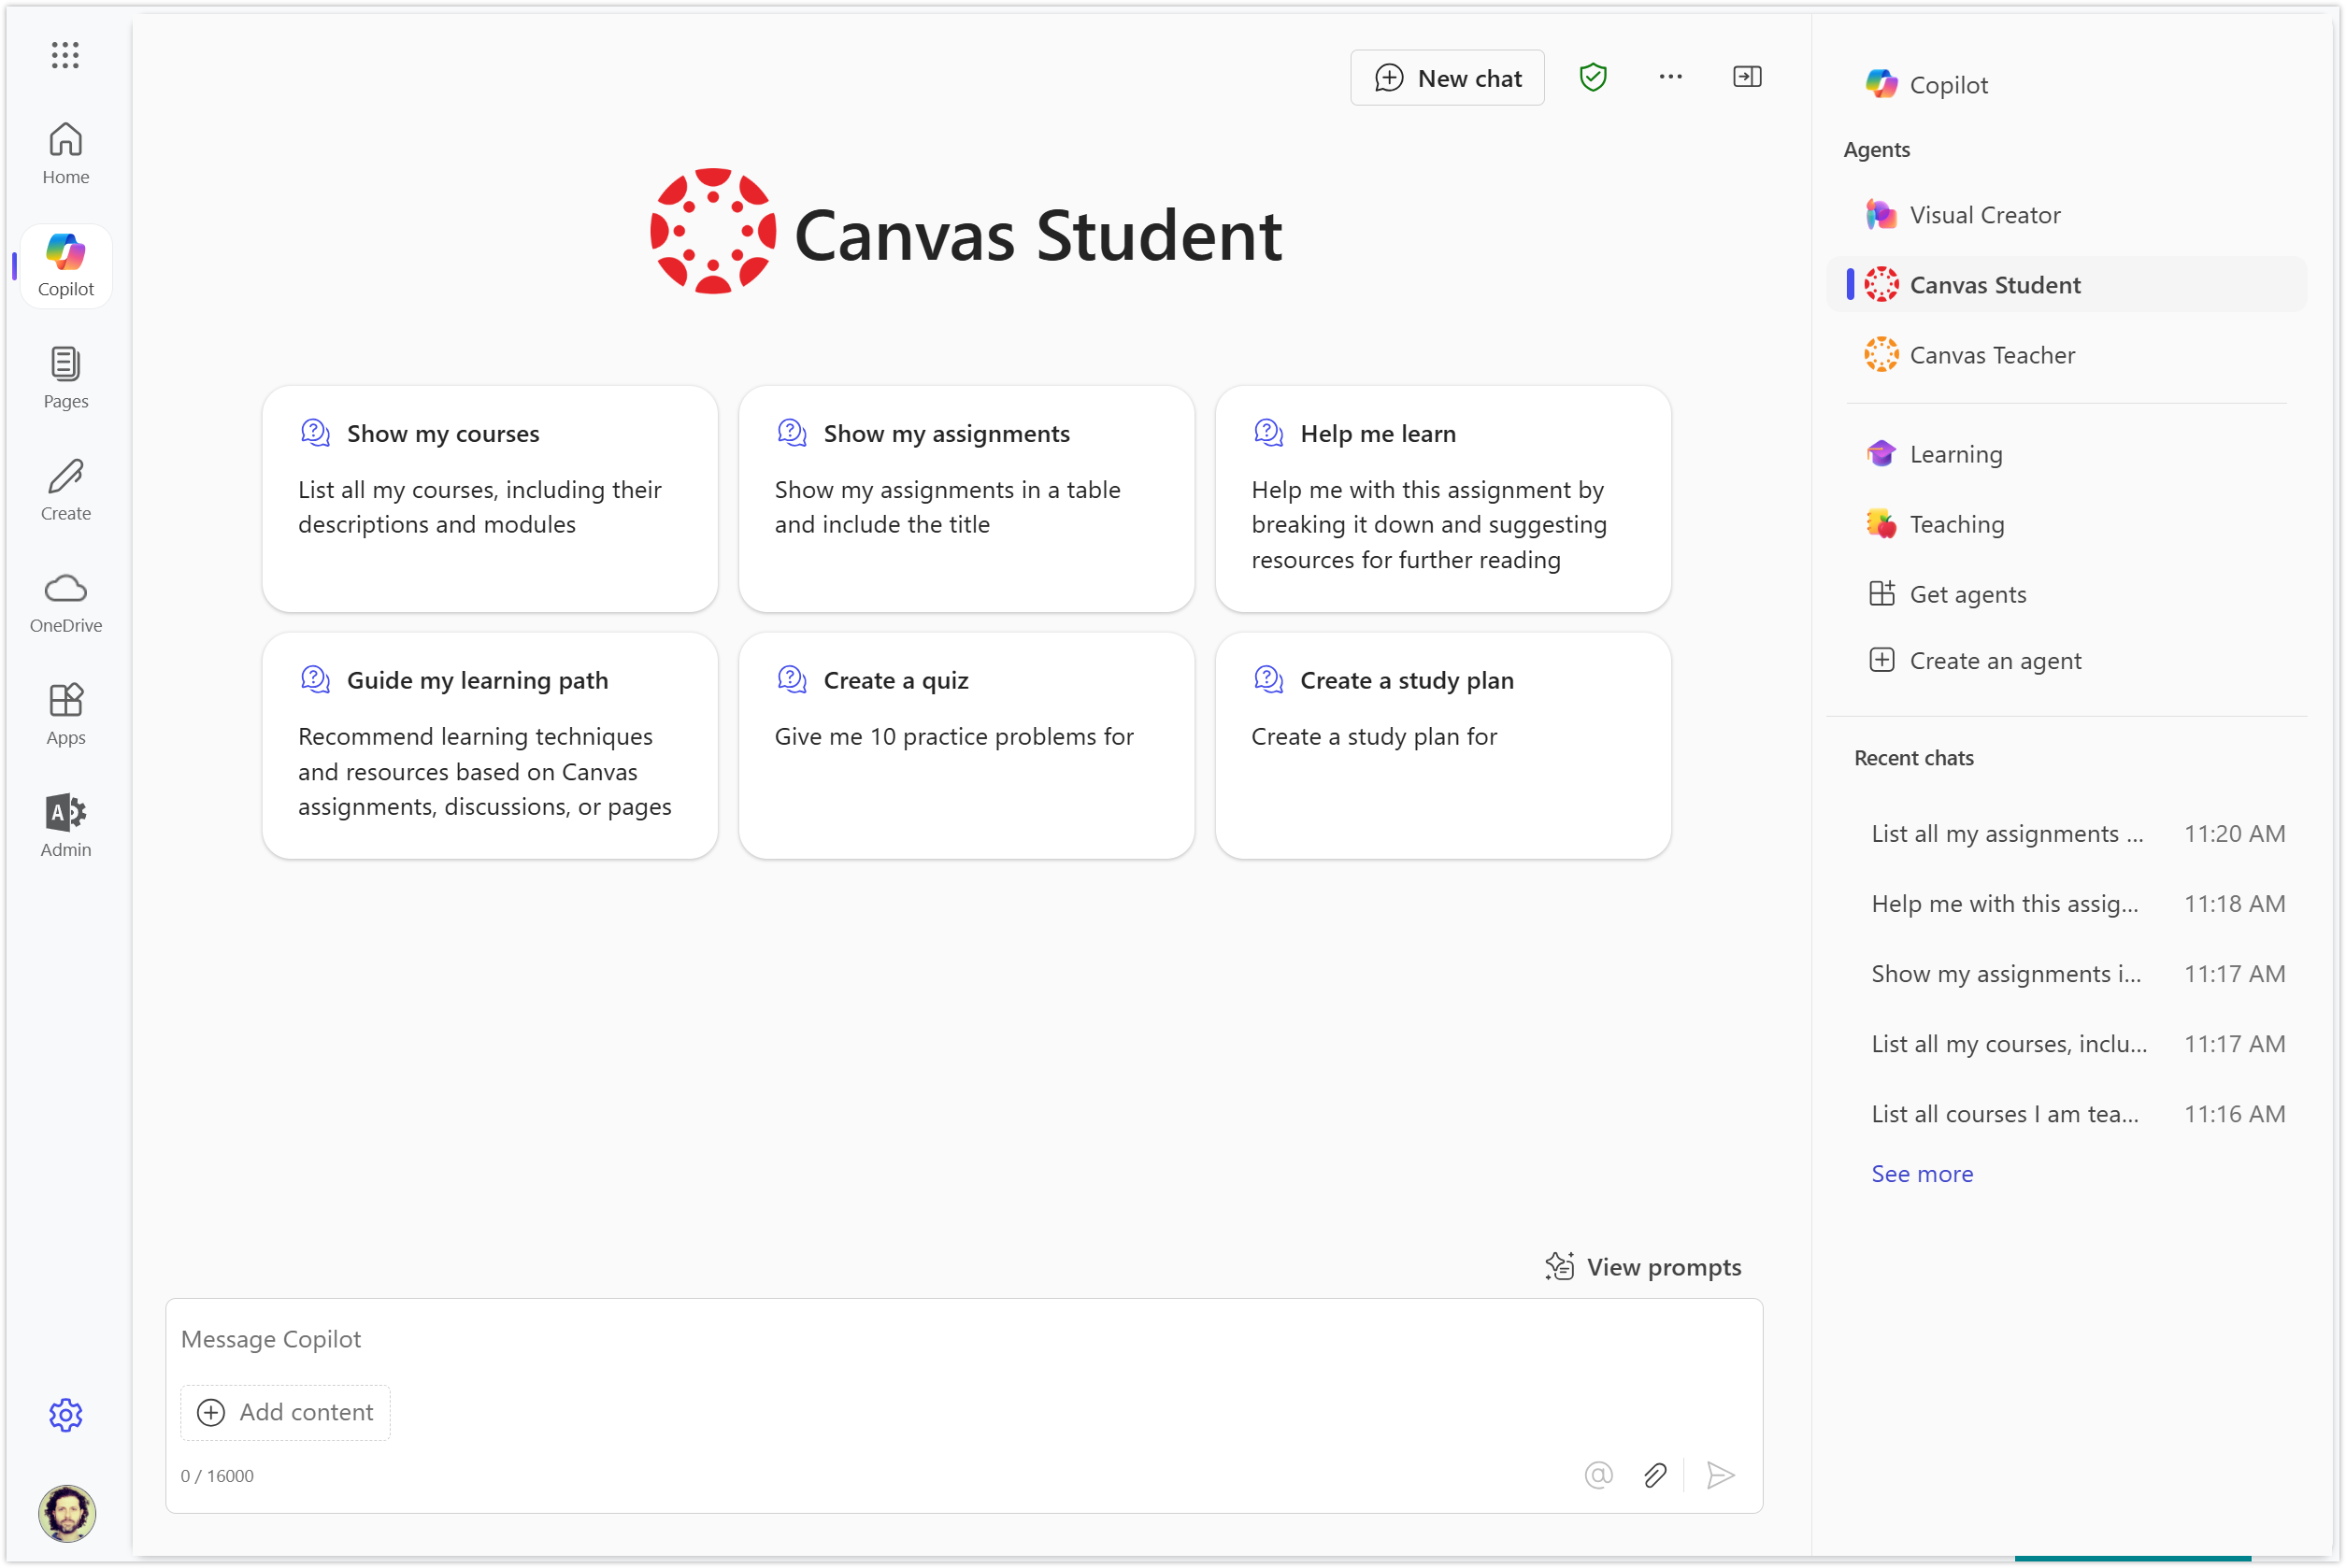 Home
Copilot
Pages
Create
OneDrive
Apps
A
Admin
New chat
Canvas Student
Show my courses
List all my courses, including their
descriptions and modules
Show my assignments
Show my assignments in a table
and include the title
Help me learn
Help me with this assignment by
breaking it down and suggesting
resources for further reading
Guide my learning path
Recommend learning techniques
and resources based on Canvas
assignments, discussions, or pages
Create a quiz
Give me 10 practice problems for
Create a study plan
Create a study plan for
View prompts
Message Copilot
Add content
0 / 16000
Copilot
Agents
Visual Creator
Canvas Student
Canvas Teacher
Learning
Teaching
Get agents
Create an agent
Recent chats
List all my assignments ... 11:20 AM
Help me with this assig... 11:18 AM
Show my assignments i... 11:17 AM
List all my courses, inclu... 11:17 AM
List all courses I am tea... 11:16 AM
See more